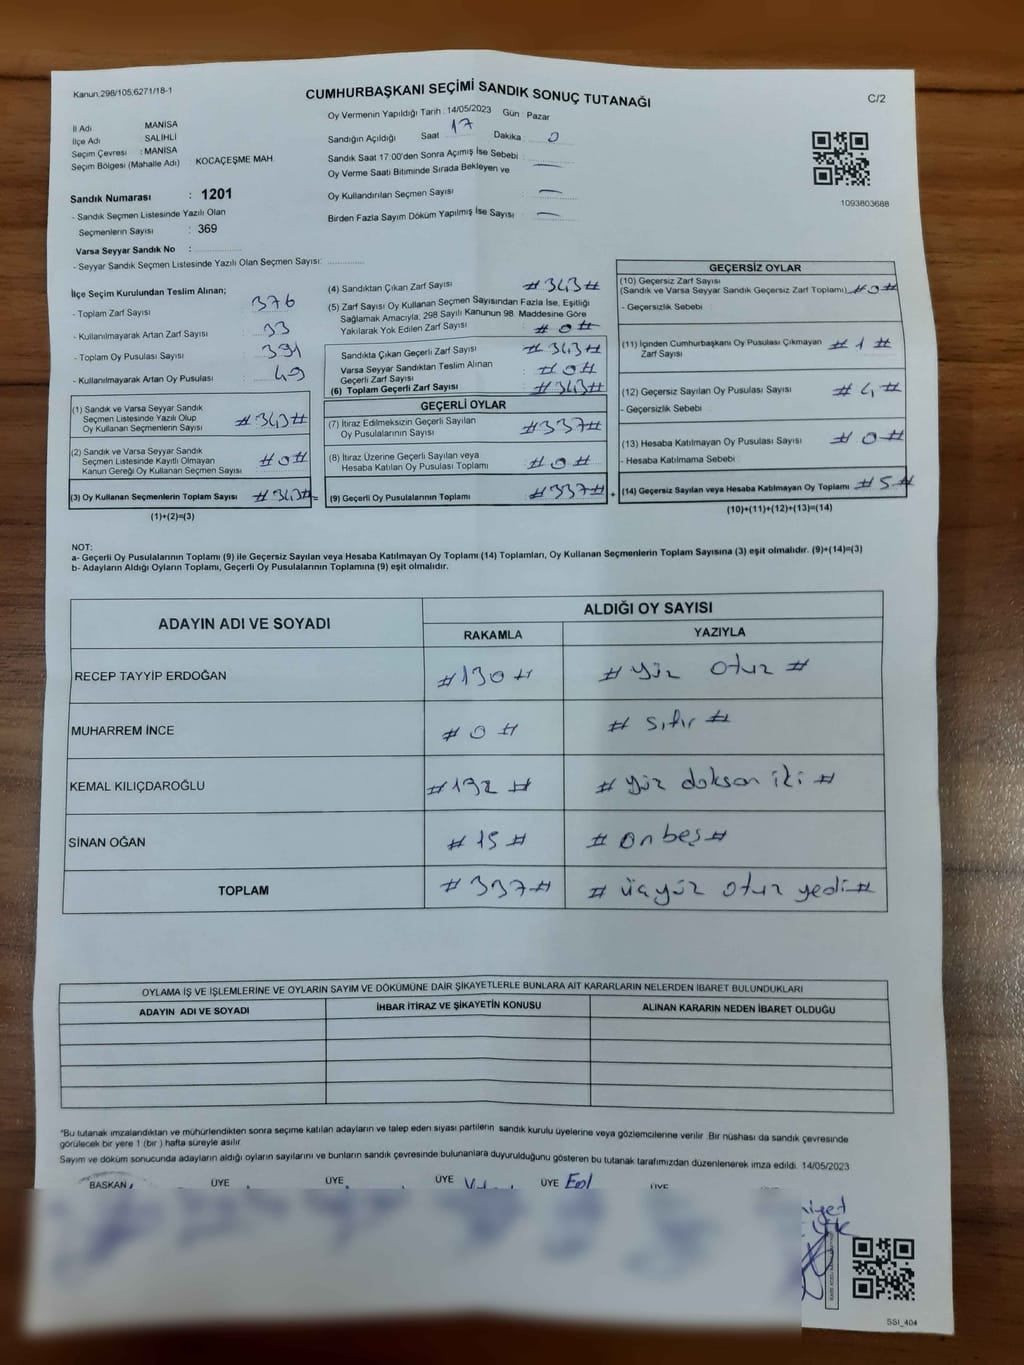 Kanun,298/105,6271/18-1
CUMHURBAŞKANI SEÇİMİ SANDIK SONUÇ TUTANAĞI
C/2
İl Adı MANİSA
İlçe Adı SALİHLİ
Seçim Çevresi : MANİSA
Seçim Bölgesi (Mahalle Adı) : KOCAÇEŞME MAH.
Sandık Numarası : 1201
- Sandık Seçmen Listesinde Yazılı Olan
Seçmenlerin Sayısı : 369
Varsa Seyyar Sandık No :
- Seyyar Sandık Seçmen Listesinde Yazılı Olan Seçmen Sayısı:
Oy Vermenin Yapıldığı Tarih : 14/05/2023 Gün Pazar
Sandığın Açıldığı Saat 17 Dakika : 0
Sandık Saat 17:00'den Sonra Açımış İse Sebebi :
Oy Verme Saati Bitiminde Sırada Bekleyen ve
Oy Kullandırılan Seçmen Sayısı : —
Birden Fazla Sayım Döküm Yapılmış İse Sayısı : —
1093803688
İlçe Seçim Kurulundan Teslim Alınan;
- Toplam Zarf Sayısı : 376
- Kullanılmayarak Artan Zarf Sayısı : 33
- Toplam Oy Pusulası Sayısı : 391
- Kullanılmayarak Artan Oy Pusulası : 49
(1) Sandık ve Varsa Seyyar Sandık
Seçmen Listesinde Yazılı Olup
Oy Kullanan Seçmenlerin Sayısı # 343 #
(2) Sandık ve Varsa Seyyar Sandık
Seçmen Listesinde Kayıtlı Olmayan
Kanun Gereği Oy Kullanan Seçmen Sayısı # 0 #
(3) Oy Kullanan Seçmenlerin Toplam Sayısı # 343 # =
(1)+(2)=(3)
(4) Sandıktan Çıkan Zarf Sayısı # 343 #
(5) Zarf Sayısı Oy Kullanan Seçmen Sayısından Fazla İse, Eşitliği
Sağlamak Amacıyla, 298 Sayılı Kanunun 98. Maddesine Göre
Yakılarak Yok Edilen Zarf Sayısı # 0 #
Sandıkta Çıkan Geçerli Zarf Sayısı # 343 #
Varsa Seyyar Sandıktan Teslim Alınan
Geçerli Zarf Sayısı # 0 #
(6) Toplam Geçerli Zarf Sayısı # 343 #
GEÇERLİ OYLAR
(7) İtiraz Edilmeksizin Geçerli Sayılan
Oy Pusulalarının Sayısı # 337 #
(8) İtiraz Üzerine Geçerli Sayılan veya
Hesaba Katılan Oy Pusulası Toplamı # 0 #
(9) Geçerli Oy Pusulalarının Toplamı # 337 # +
GEÇERSİZ OYLAR
(10) Geçersiz Zarf Sayısı
(Sandık ve Varsa Seyyar Sandık Geçersiz Zarf Toplamı) # 0 #
- Geçersizlik Sebebi :
(11) İçinden Cumhurbaşkanı Oy Pusulası Çıkmayan
Zarf Sayısı # 1 #
(12) Geçersiz Sayılan Oy Pusulası Sayısı # 4 #
- Geçersizlik Sebebi :
(13) Hesaba Katılmayan Oy Pusulası Sayısı # 0 #
- Hesaba Katılmama Sebebi :
(14) Geçersiz Sayılan veya Hesaba Katılmayan Oy Toplamı # 5 #
(10)+(11)+(12)+(13)=(14)
NOT:
a- Geçerli Oy Pusulalarının Toplamı (9) ile Geçersiz Sayılan veya Hesaba Katılmayan Oy Toplamı (14) Toplamları, Oy Kullanan Seçmenlerin Toplam Sayısına (3) eşit olmalıdır. (9)+(14)=(3)
b- Adayların Aldığı Oyların Toplamı, Geçerli Oy Pusulalarının Toplamına (9) eşit olmalıdır.
ADAYIN ADI VE SOYADI ALDIĞI OY SAYISI
RAKAMLA YAZIYLA
RECEP TAYYİP ERDOĞAN # 130 # # yüz otuz #
MUHARREM İNCE # 0 # # sıfır #
KEMAL KILIÇDAROĞLU # 192 # # yüz doksan iki #
SİNAN OĞAN # 15 # # on beş #
TOPLAM # 337 # # üçyüz otuz yedi #
OYLAMA İŞ VE İŞLEMLERİNE VE OYLARIN SAYIM VE DÖKÜMÜNE DAİR ŞİKAYETLERLE BUNLARA AİT KARARLARIN NELERDEN İBARET BULUNDUKLARI
ADAYIN ADI VE SOYADI İHBAR İTİRAZ VE ŞİKAYETİN KONUSU ALINAN KARARIN NEDEN İBARET OLDUĞU
"Bu tutanak imzalandıktan ve mühürlendikten sonra seçime katılan adayların ve talep eden siyasi partilerin sandık kurulu üyelerine veya gözlemcilerine verilir. Bir nüshası da sandık çevresinde
görülecek bir yere 1 (bir ) hafta süreyle asılır.
Sayım ve döküm sonucunda adayların aldığı oyların sayılarını ve bunların sandık çevresinde bulunanlara duyurulduğunu gösteren bu tutanak tarafımızdan düzenlenerek imza edildi. 14/05/2023
BAŞKAN ÜYE ÜYE ÜYE ÜYE
SSI_404